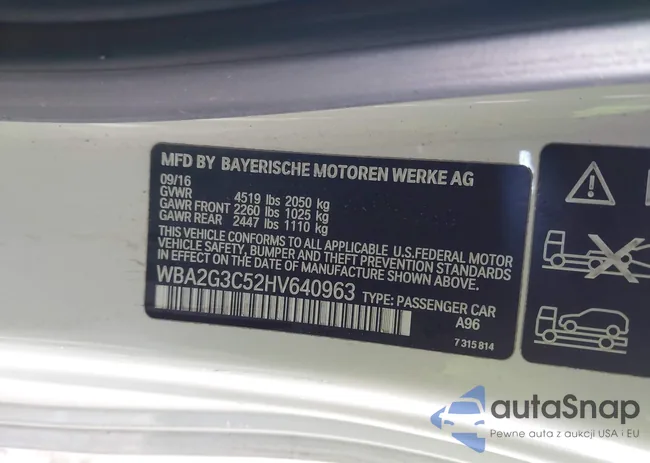 MFD BY BAYERISCHE MOTOREN WERKE AG
09/16
GVWR 4519 lbs 2050 kg
GAWR FRONT 2260 lbs 1025 kg
GAWR REAR 2447 lbs 1110 kg
THIS VEHICLE CONFORMS TO ALL APPLICABLE U.S.FEDERAL MOTOR
VEHICLE SAFETY, BUMPER, AND THEFT PREVENTION STANDARDS
IN EFFECT ON THE DATE OF MANUFACTURE SHOWN ABOVE.
WBA2G3C52HV640963 TYPE: PASSENGER CAR
A96
7 315 814
autoSnap
Pewne auta z aukcji USA i EU